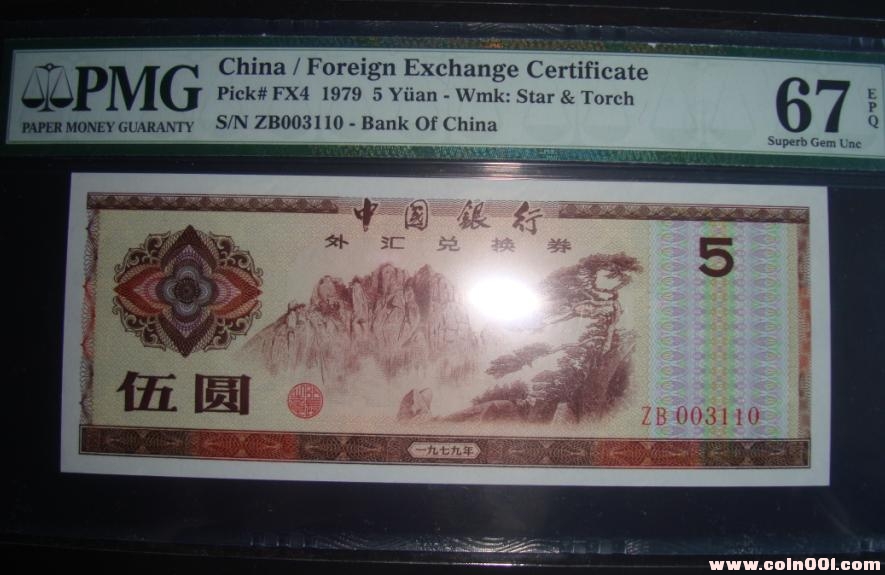 PMG
PAPER MONEY GUARANTY
China / Foreign Exchange Certificate
Pick# FX4 1979 5 Yüan - Wmk: Star & Torch
S/N ZB003110 - Bank Of China
67
EPQ
Superb Gem Unc
中國銀行
外汇兑换券
5
伍圆
ZB 003110
一九七九年
www.coin001.com